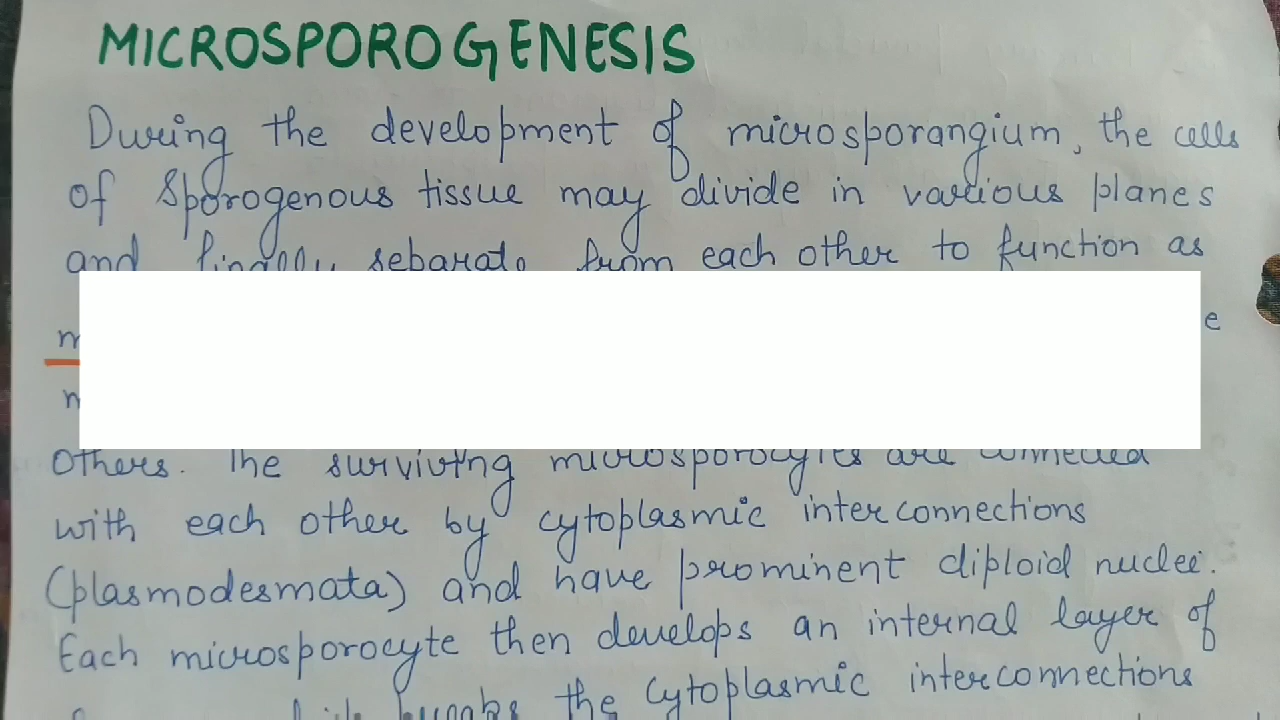 MICROSPOROGENESIS
During the development of microsporangium, the cells
of Sporogenous tissue may divide in various planes
and finally separate from each other to function as
others. The surviving microsporocytes are connected
with each other by cytoplasmic interconnections
(plasmodesmata) and have prominent diploid nuclei.
Each microsporocyte then develops an internal layer of
the cytoplasmic interconnections